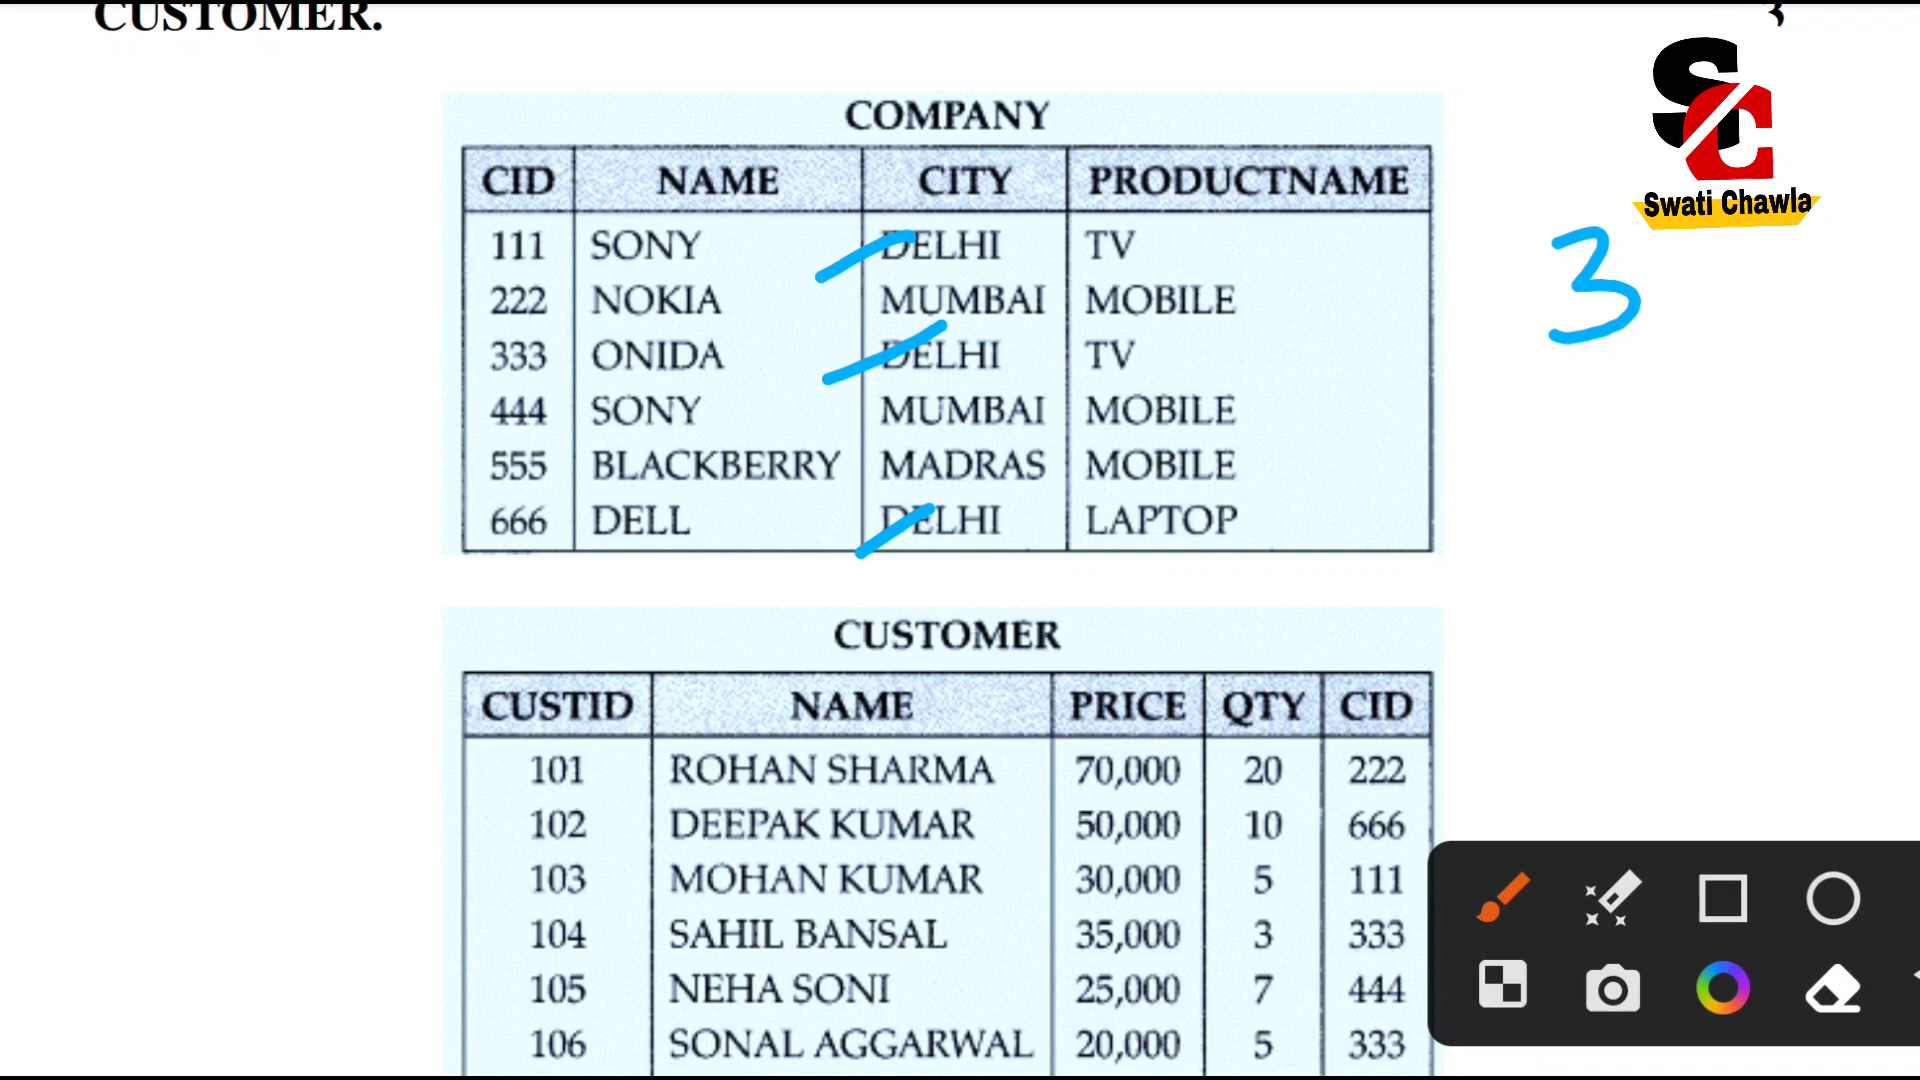 CUSTOMER. 3
SC
Swati Chawla
COMPANY
CID NAME CITY PRODUCTNAME
111 SONY DELHI TV
222 NOKIA MUMBAI MOBILE
333 ONIDA DELHI TV
444 SONY MUMBAI MOBILE
555 BLACKBERRY MADRAS MOBILE
666 DELL DELHI LAPTOP
3
CUSTOMER
CUSTID NAME PRICE QTY CID
101 ROHAN SHARMA 70,000 20 222
102 DEEPAK KUMAR 50,000 10 666
103 MOHAN KUMAR 30,000 5 111
104 SAHIL BANSAL 35,000 3 333
105 NEHA SONI 25,000 7 444
106 SONAL AGGARWAL 20,000 5 333